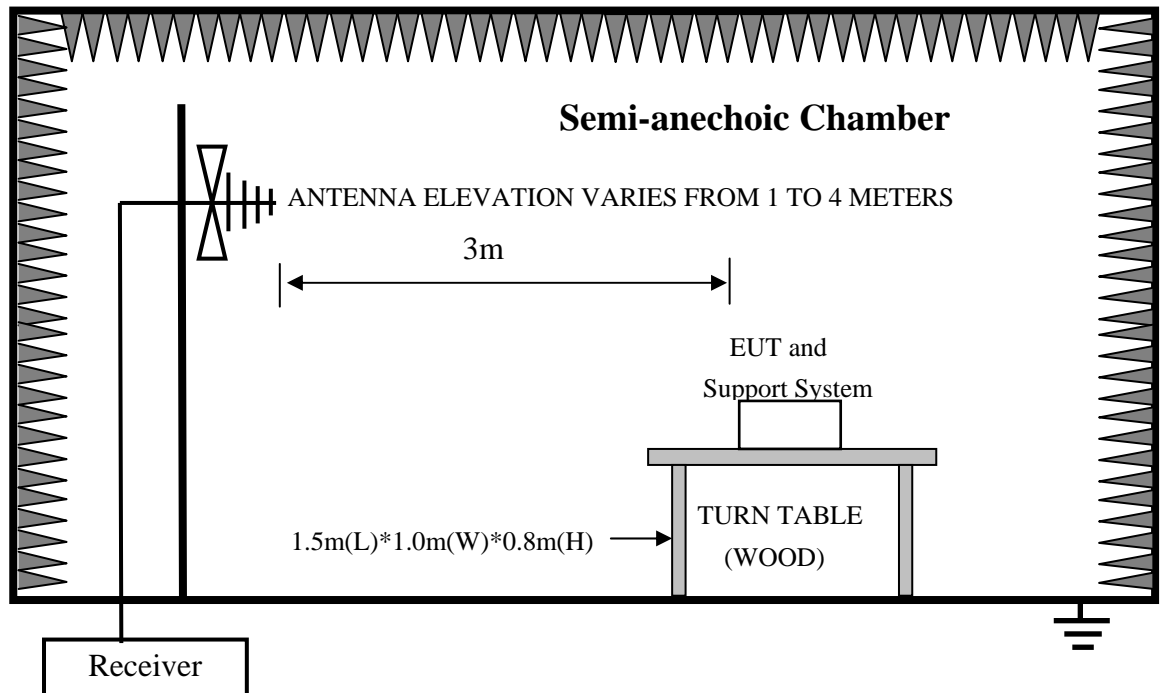 Semi-anechoic Chamber
ANTENNA ELEVATION VARIES FROM 1 TO 4 METERS
3m
EUT and
Support System
1.5m(L)*1.0m(W)*0.8m(H)
TURN TABLE
(WOOD)
Receiver